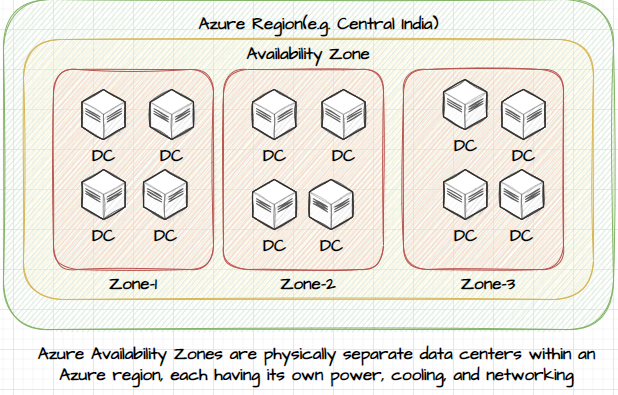 Azure Region(e.g. Central India)
Availability Zone
DC DC DC DC DC DC
DC DC DC DC DC DC
Zone-1 Zone-2 Zone-3
Azure Availability Zones are physically separate data centers within an
Azure region, each having its own power, cooling, and networking